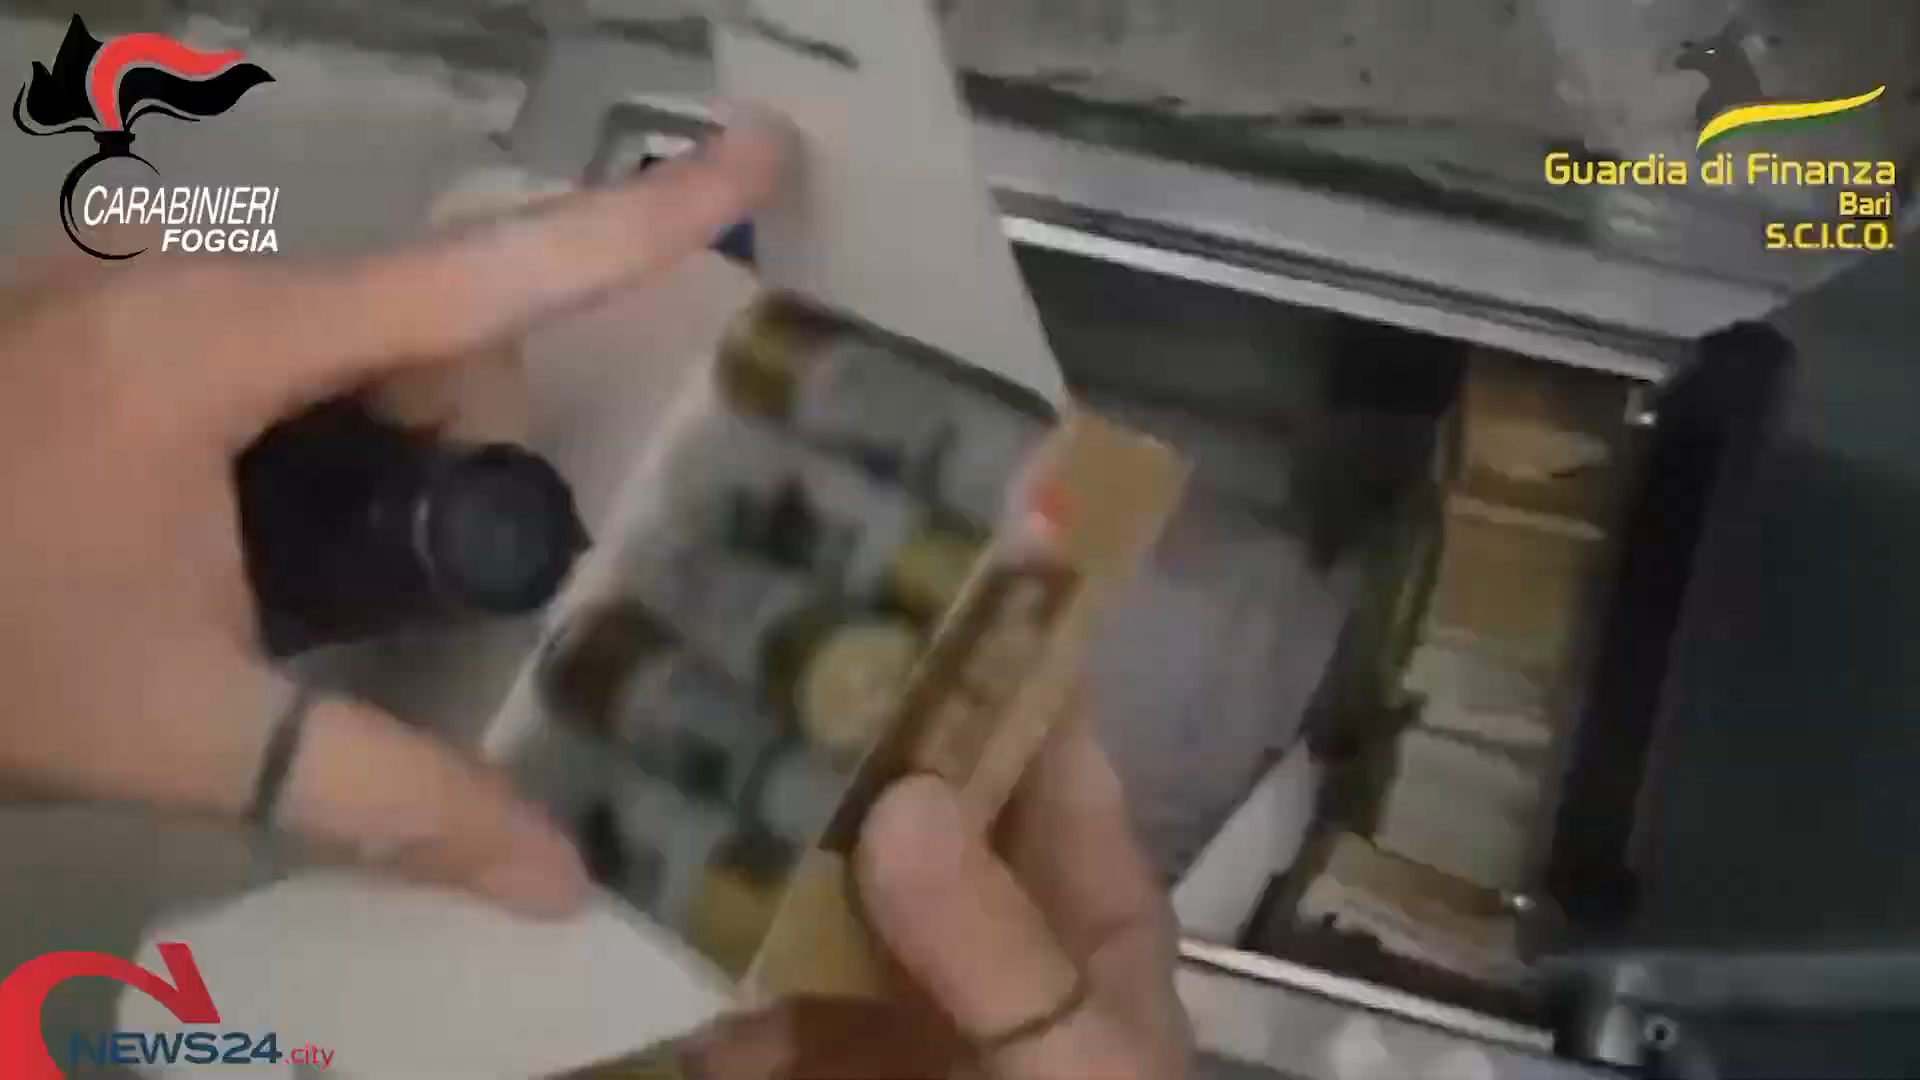 CARABINIERI
FOGGIA
Guardia di Finanza
Bari
S.C.I.C.O.
NEWS24.city